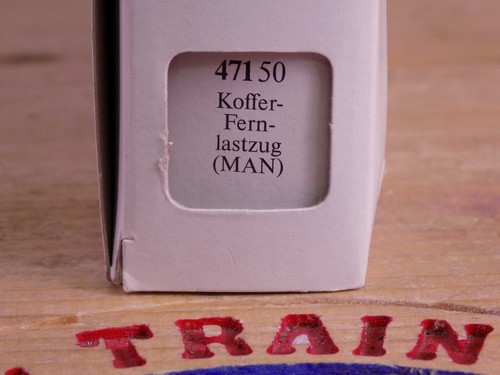 471 50
Koffer-
Fern-
lastzug
(MAN)
A TRAIN